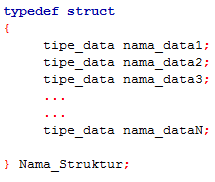 typedef struct
{
tipe_data nama_data1;
tipe_data nama_data2;
tipe_data nama_data3;
...
...
tipe_data nama_dataN;
} Nama_Struktur;